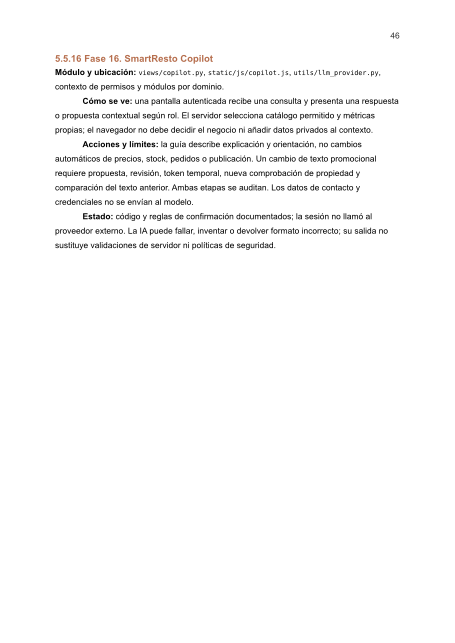 46
5.5.16 Fase 16. SmartResto Copilot
Módulo y ubicación: views/copilot.py, static/js/copilot.js, utils/llm_provider.py,
contexto de permisos y módulos por dominio.
Cómo se ve: una pantalla autenticada recibe una consulta y presenta una respuesta
o propuesta contextual según rol. El servidor selecciona catálogo permitido y métricas
propias; el navegador no debe decidir el negocio ni añadir datos privados al contexto.
Acciones y límites: la guía describe explicación y orientación, no cambios
automáticos de precios, stock, pedidos o publicación. Un cambio de texto promocional
requiere propuesta, revisión, token temporal, nueva comprobación de propiedad y
comparación del texto anterior. Ambas etapas se auditan. Los datos de contacto y
credenciales no se envían al modelo.
Estado: código y reglas de confirmación documentados; la sesión no llamó al
proveedor externo. La IA puede fallar, inventar o devolver formato incorrecto; su salida no
sustituye validaciones de servidor ni políticas de seguridad.